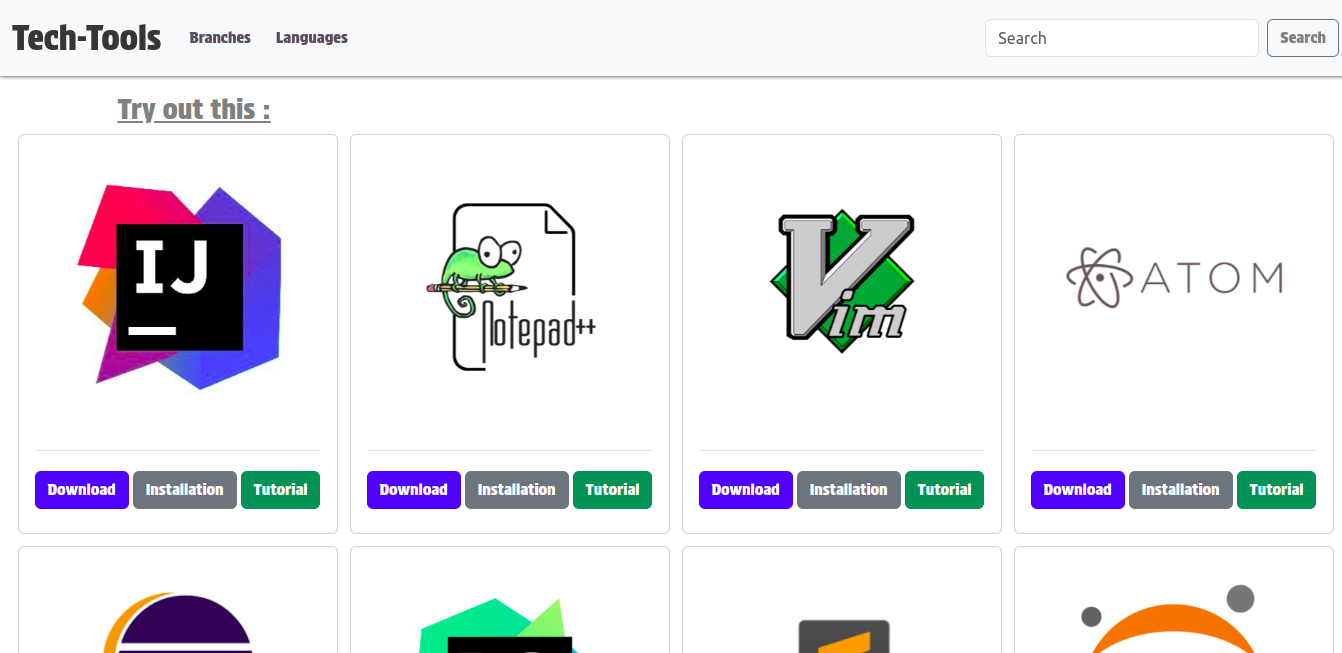 Tech-Tools Branches Languages Search Search
Try out this :
IJ
Notepad++
Vim
ATOM
Download Installation Tutorial Download Installation Tutorial Download Installation Tutorial Download Installation Tutorial